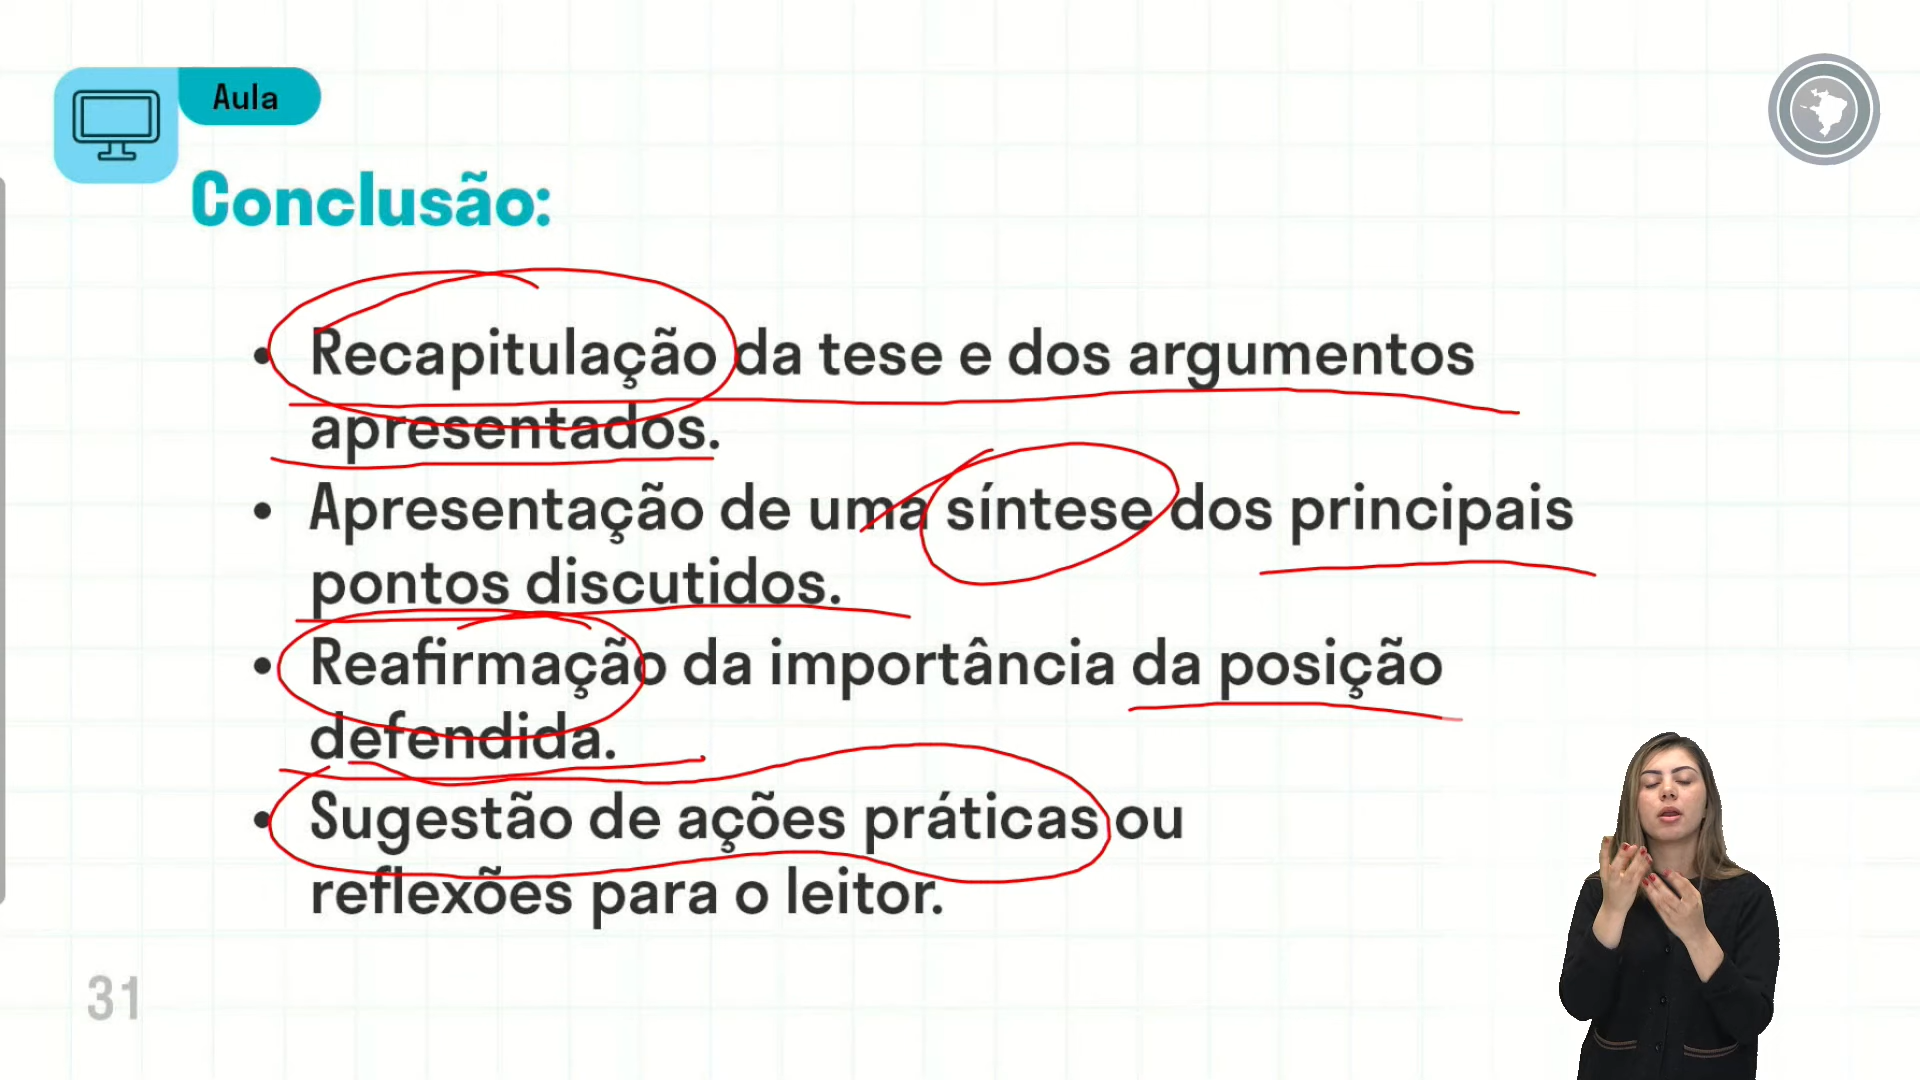 Aula
Conclusão:
• Recapitulação da tese e dos argumentos
apresentados.
• Apresentação de uma síntese dos principais
pontos discutidos.
• Reafirmação da importância da posição
defendida.
• Sugestão de ações práticas ou
reflexões para o leitor.
31